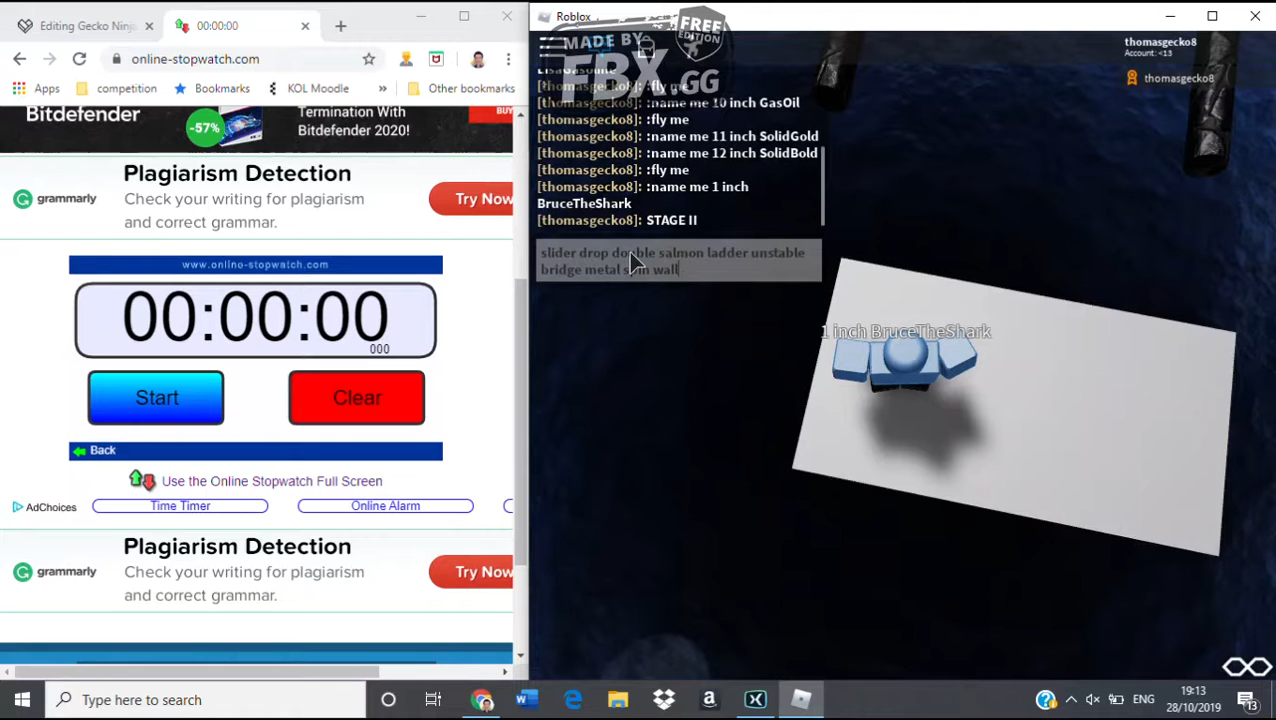 Editing Gecko Ninja
00:00:00
Roblox
online-stopwatch.com
Apps
competition
Bookmarks
KOL Moodle
Other bookmarks
MADE BY
FREE
EDITION
FBX
.GG
thomasgecko8
Account: <13
thomasgecko8
Bitdefender
-57%
Termination With
Bitdefender 2020!
BUY
Plagiarism Detection
grammarly
Check your writing for plagiarism
and correct grammar.
Try Now
www.online-stopwatch.com
00:00:00
000
Start
Clear
Back
Use the Online Stopwatch Full Screen
AdChoices
Time Timer
Online Alarm
Plagiarism Detection
grammarly
Check your writing for plagiarism
and correct grammar.
Try Now
LisaGasoline
[thomasgecko8]: :fly me
[thomasgecko8]: :name me 10 inch GasOil
[thomasgecko8]: :fly me
[thomasgecko8]: :name me 11 inch SolidGold
[thomasgecko8]: :name me 12 inch SolidBold
[thomasgecko8]: :fly me
[thomasgecko8]: :name me 1 inch
BruceTheShark
[thomasgecko8]: STAGE II
slider drop double salmon ladder unstable
bridge metal spin wall
1 inch BruceTheShark
Type here to search
ENG
19:13
28/10/2019
13